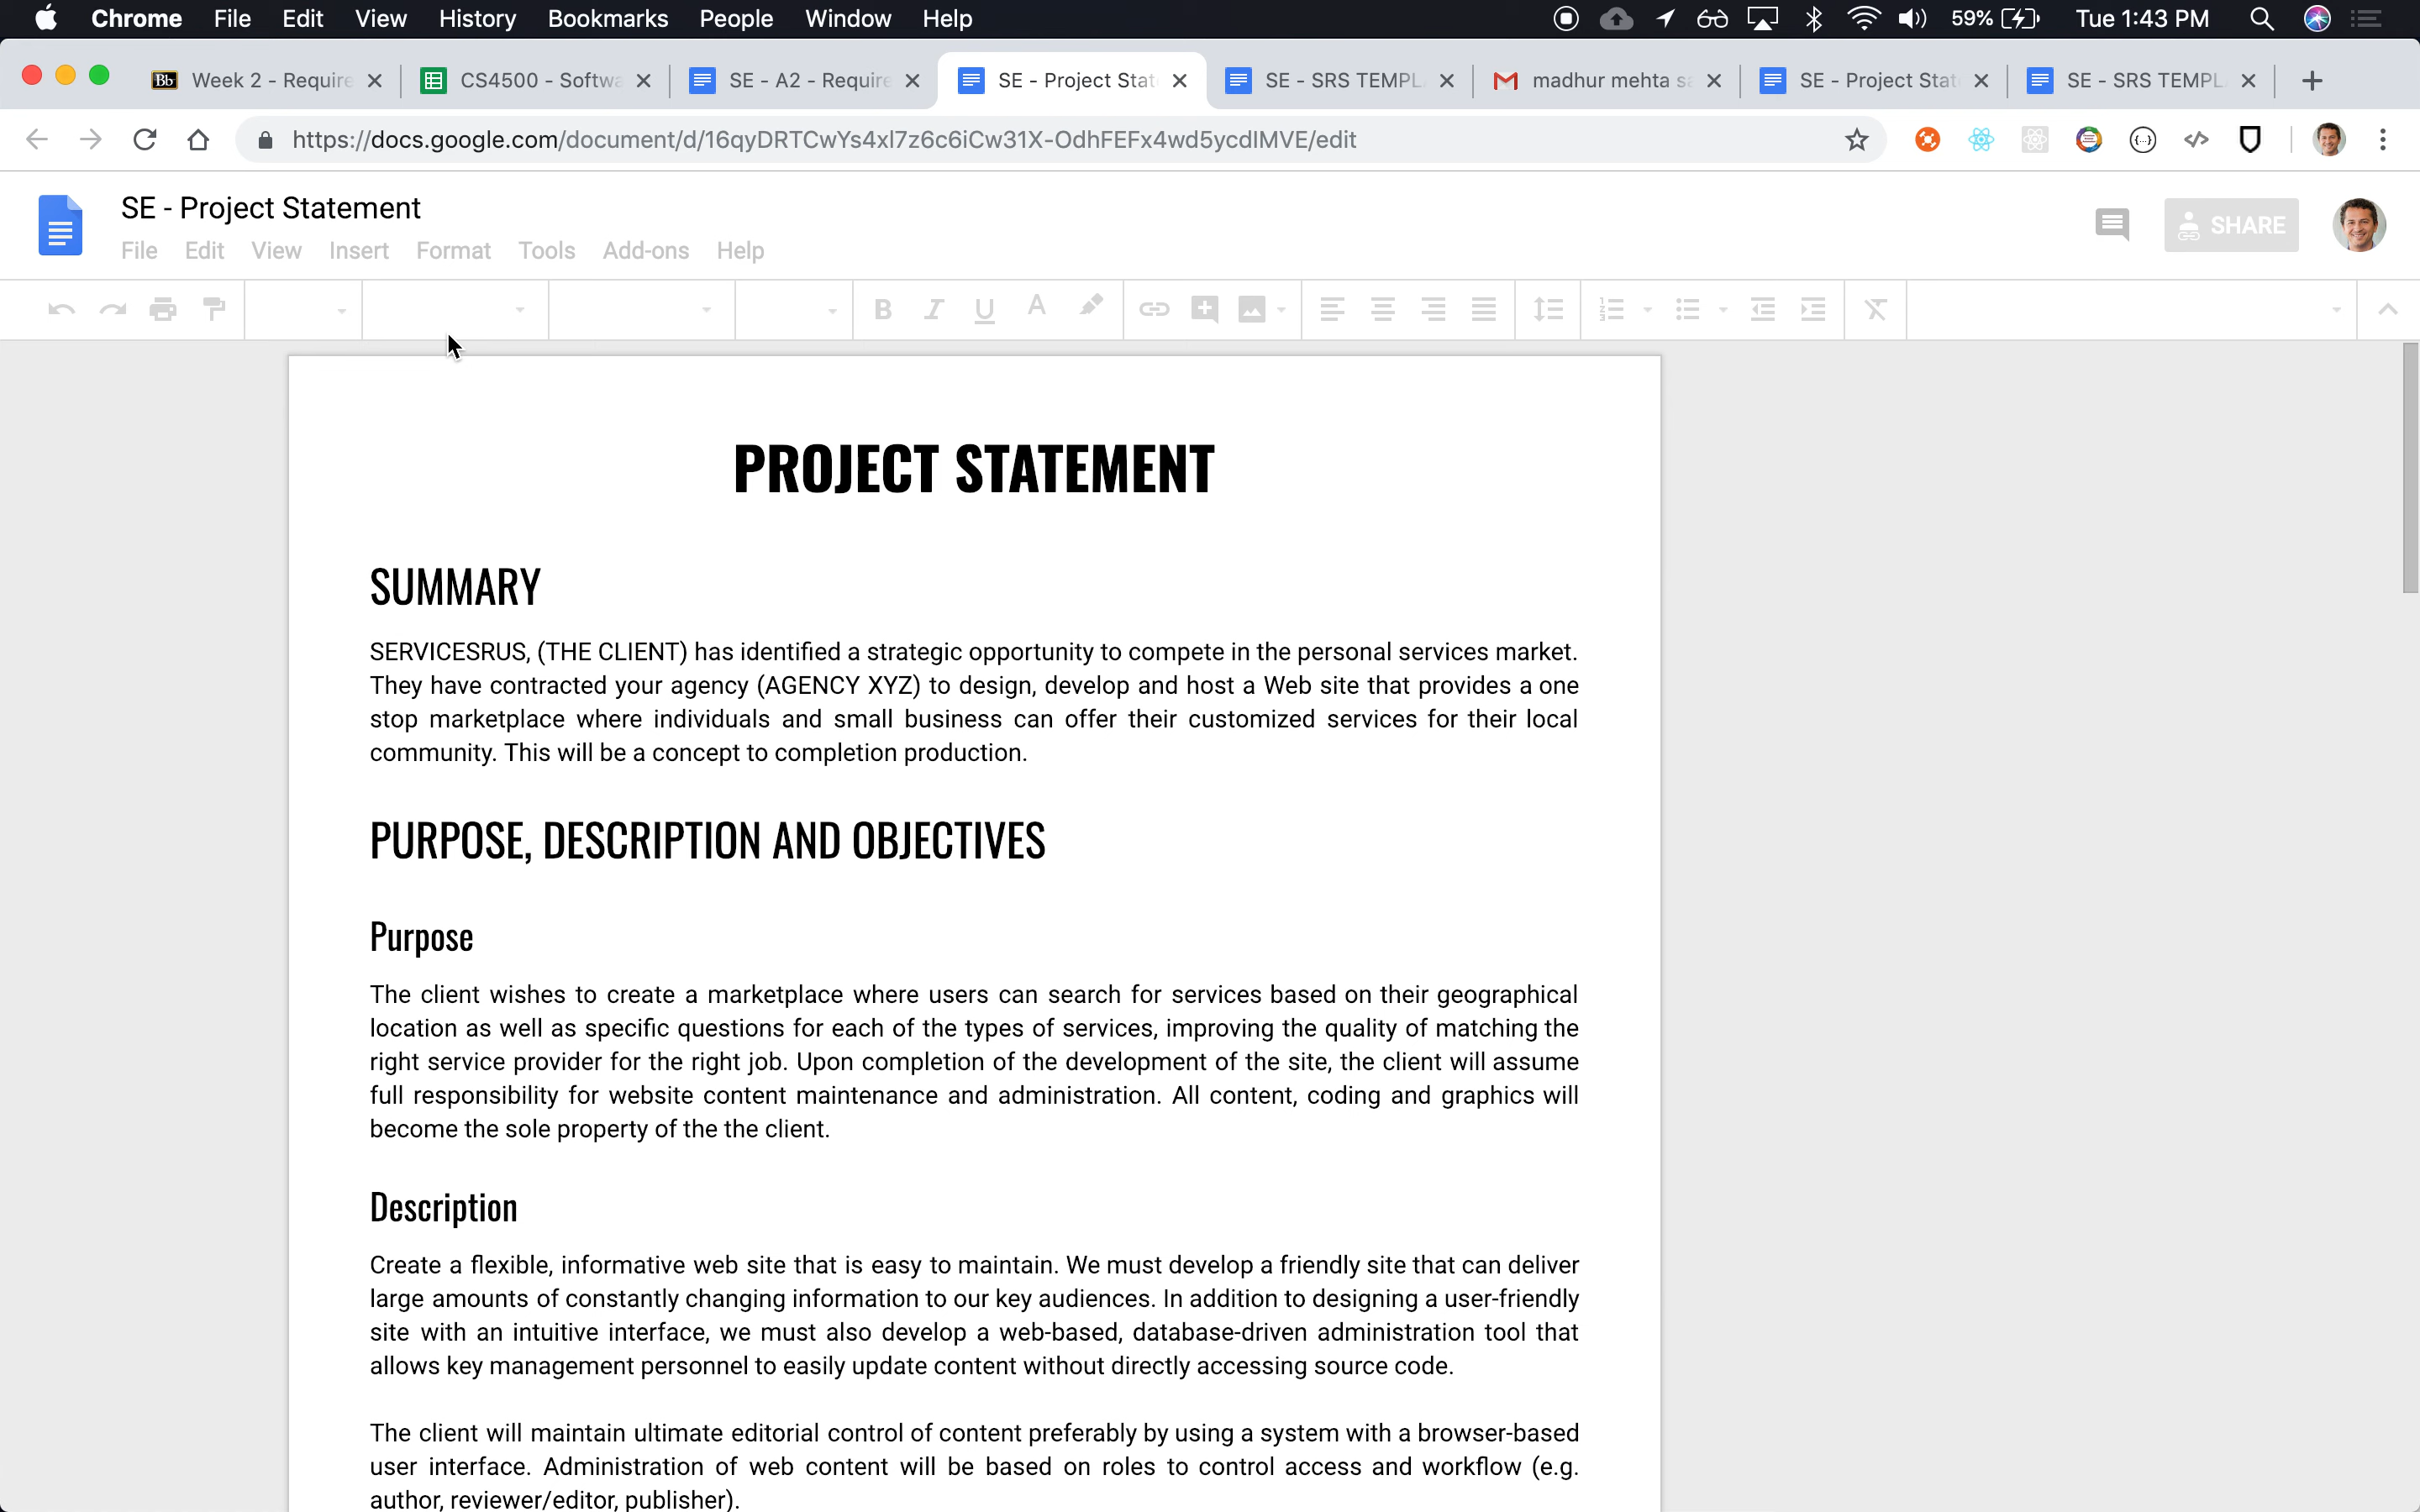 Chrome File Edit View History Bookmarks People Window Help 59% Tue 1:43 PM
Bb Week 2 - Require CS4500 - Softwa SE - A2 - Require SE - Project Stat SE - SRS TEMPL madhur mehta sa SE - Project Stat SE - SRS TEMPL
https://docs.google.com/document/d/16qyDRTCwYs4xl7z6c6iCw31X-OdhFEFx4wd5ycdlMVE/edit
SE - Project Statement
File Edit View Insert Format Tools Add-ons Help
SHARE
PROJECT STATEMENT
SUMMARY
SERVICESRUS, (THE CLIENT) has identified a strategic opportunity to compete in the personal services market.
They have contracted your agency (AGENCY XYZ) to design, develop and host a Web site that provides a one
stop marketplace where individuals and small business can offer their customized services for their local
community. This will be a concept to completion production.
PURPOSE, DESCRIPTION AND OBJECTIVES
Purpose
The client wishes to create a marketplace where users can search for services based on their geographical
location as well as specific questions for each of the types of services, improving the quality of matching the
right service provider for the right job. Upon completion of the development of the site, the client will assume
full responsibility for website content maintenance and administration. All content, coding and graphics will
become the sole property of the the client.
Description
Create a flexible, informative web site that is easy to maintain. We must develop a friendly site that can deliver
large amounts of constantly changing information to our key audiences. In addition to designing a user-friendly
site with an intuitive interface, we must also develop a web-based, database-driven administration tool that
allows key management personnel to easily update content without directly accessing source code.
The client will maintain ultimate editorial control of content preferably by using a system with a browser-based
user interface. Administration of web content will be based on roles to control access and workflow (e.g.
author, reviewer/editor, publisher).